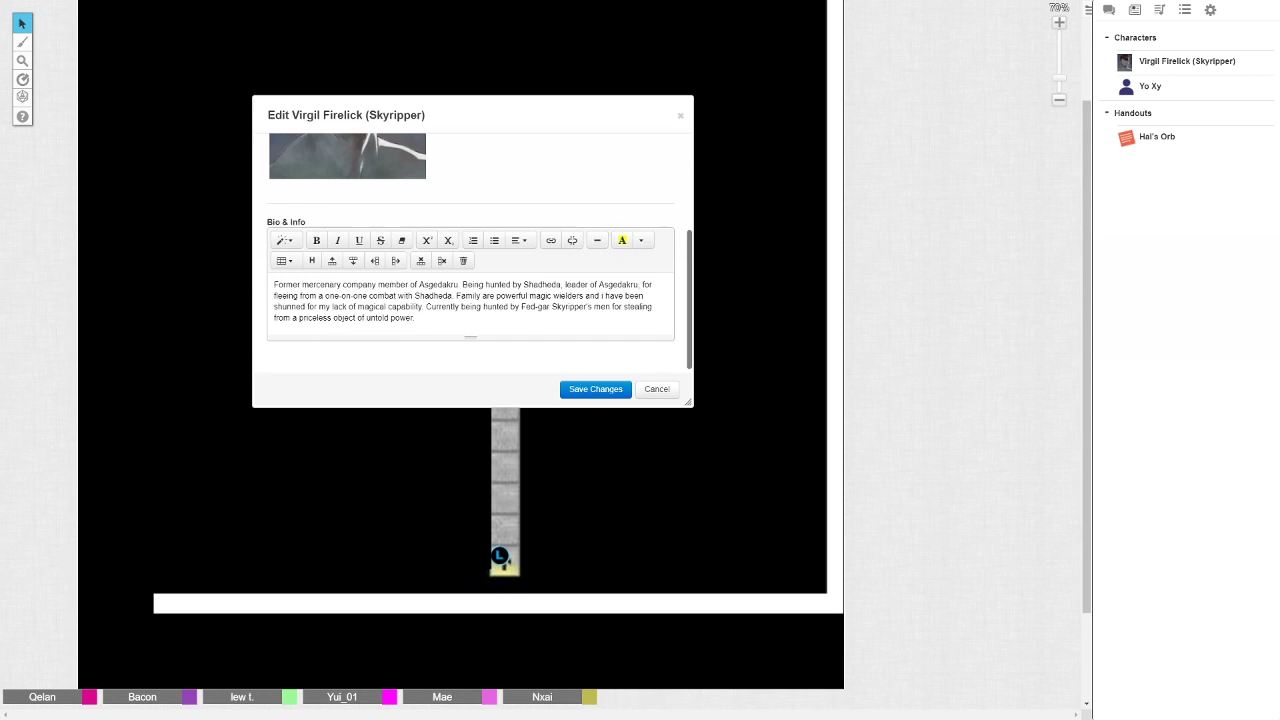 70%
Characters
Virgil Firelick (Skyripper)
Yo Xy
Handouts
Hal's Orb
Edit Virgil Firelick (Skyripper)
×
Bio & Info
B I U S X X A
H
Former mercenary company member of Asgedakru. Being hunted by Shadheda, leader of Asgedakru, for
fleeing from a one-on-one combat with Shadheda. Family are powerful magic wielders and i have been
shunned for my lack of magical capability. Currently being hunted by Fed-gar Skyripper's men for stealing
from a priceless object of untold power.
Save Changes
Cancel
L
Qelan
Bacon
lew t.
Yui_01
Mae
Nxai